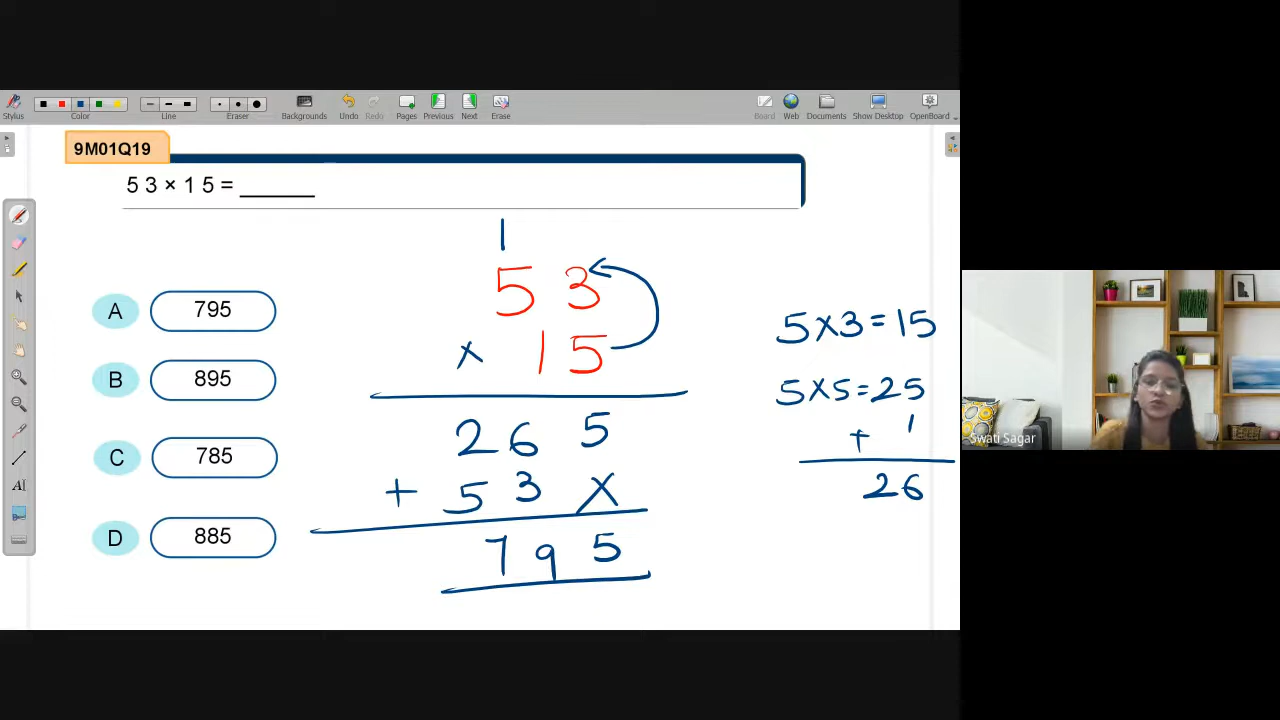 Stylus Color Line Eraser Backgrounds Undo Redo Pages Previous Next Erase Board Web Documents Show Desktop OpenBoard
9M01Q19
5 3 × 1 5 = ______
A 795
B 895
C 785
D 885
1
5 3
× 1 5
2 6 5
+ 5 3 X
7 9 5
5×3=15
5×5=25
+ 1
26
Swati Sagar